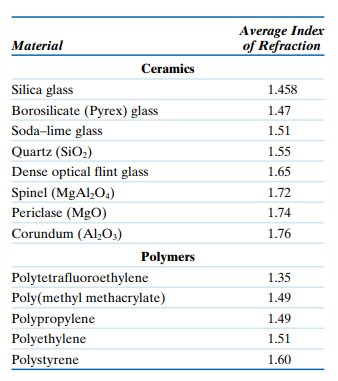 Material Average Index of Refraction
Ceramics
Silica glass 1.458
Borosilicate (Pyrex) glass 1.47
Soda–lime glass 1.51
Quartz (SiO₂) 1.55
Dense optical flint glass 1.65
Spinel (MgAl₂O₄) 1.72
Periclase (MgO) 1.74
Corundum (Al₂O₃) 1.76
Polymers
Polytetrafluoroethylene 1.35
Poly(methyl methacrylate) 1.49
Polypropylene 1.49
Polyethylene 1.51
Polystyrene 1.60